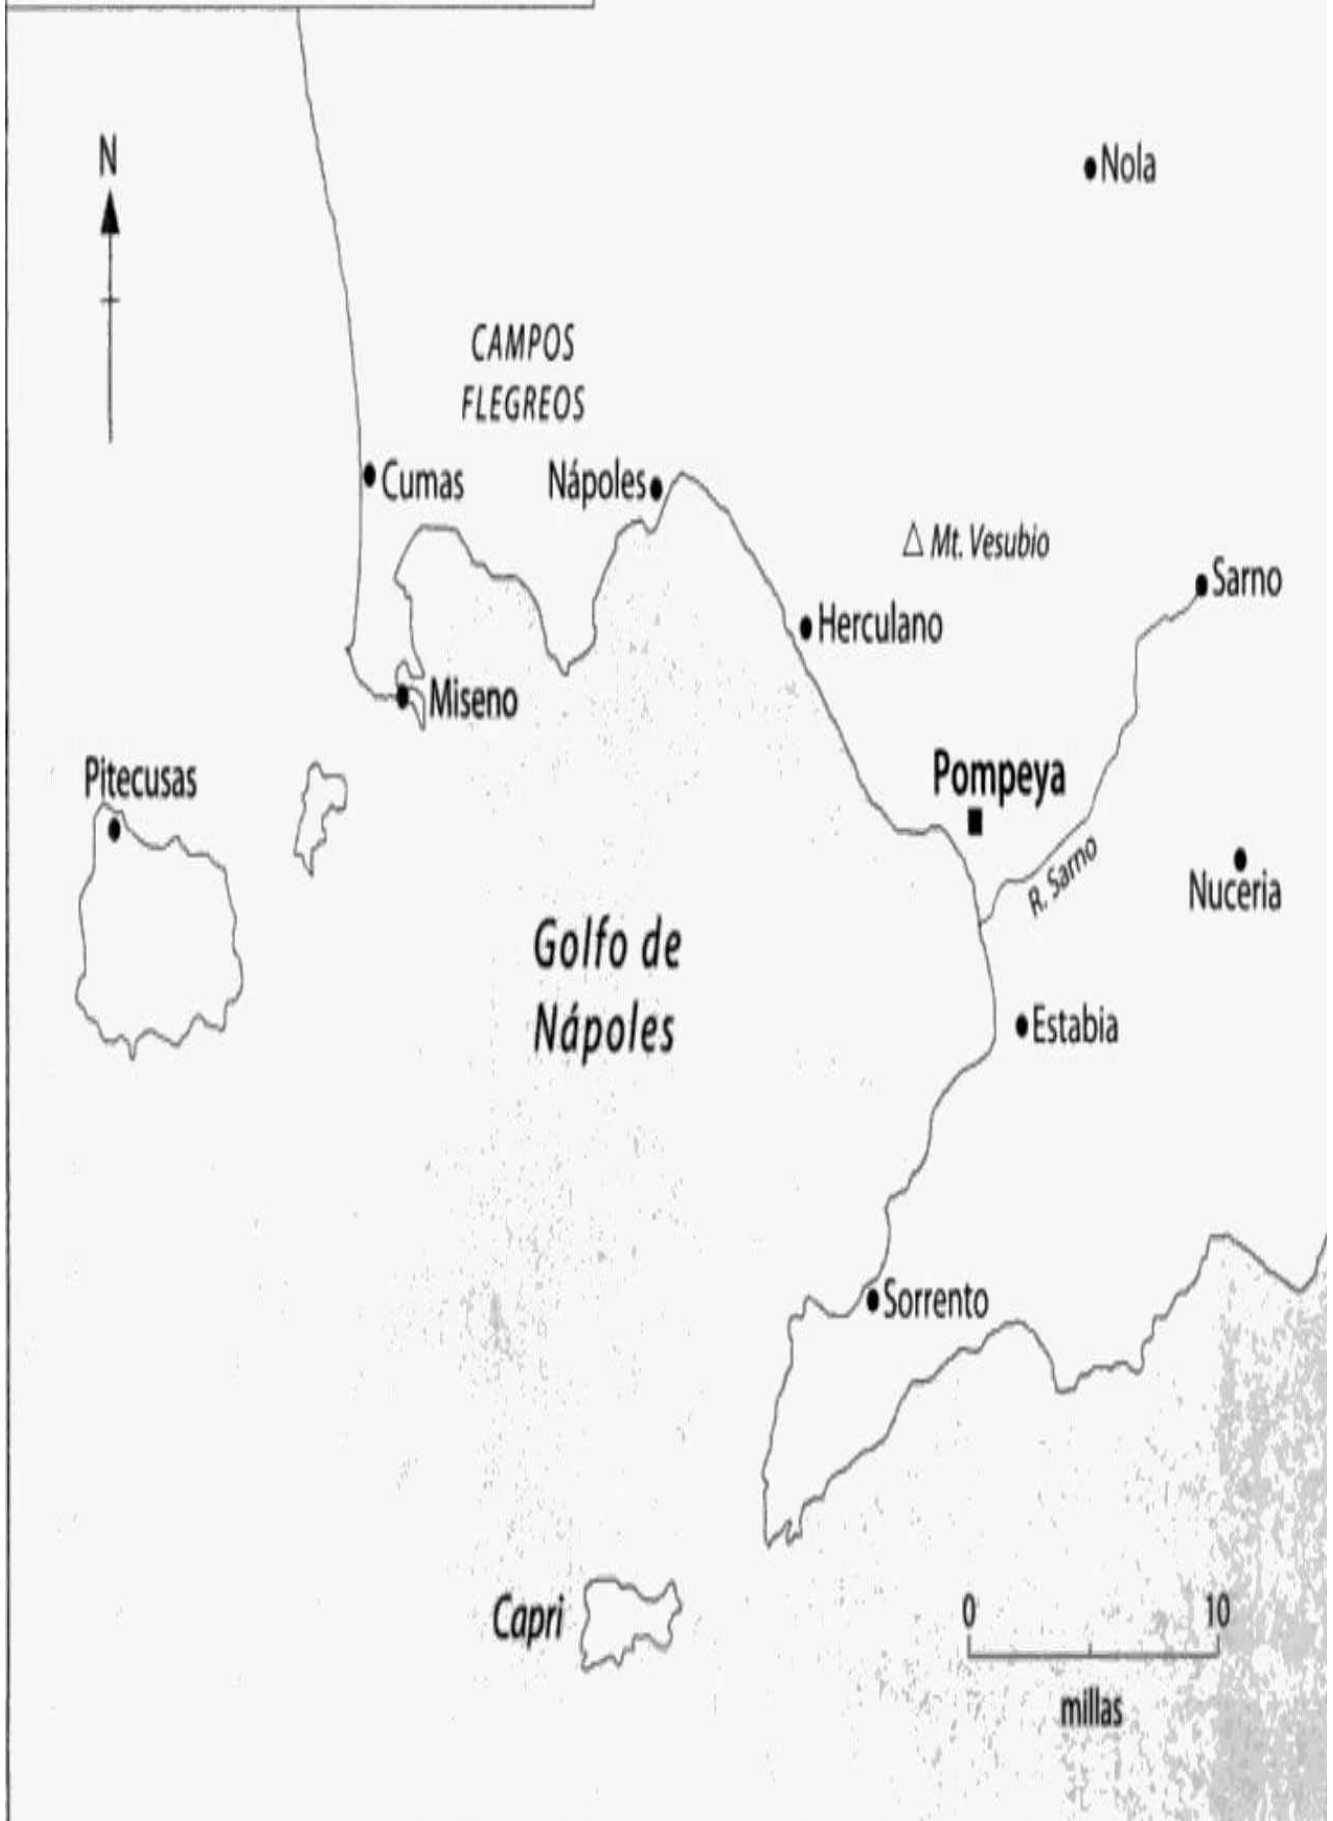 N
Nola
CAMPOS
FLEGREOS
Cumas
Nápoles
Mt. Vesubio
Sarno
Herculano
Miseno
Pitecusas
Pompeya
R. Sarno
Nuceria
Golfo de
Nápoles
Estabia
Sorrento
Capri
0 10
millas